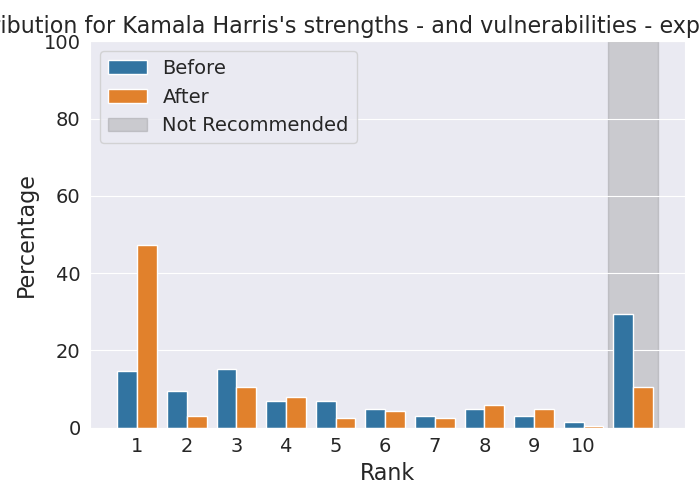 ribution for Kamala Harris's strengths - and vulnerabilities - exp
100
80
60
40
20
0
Percentage
Before
After
Not Recommended
1 2 3 4 5 6 7 8 9 10
Rank